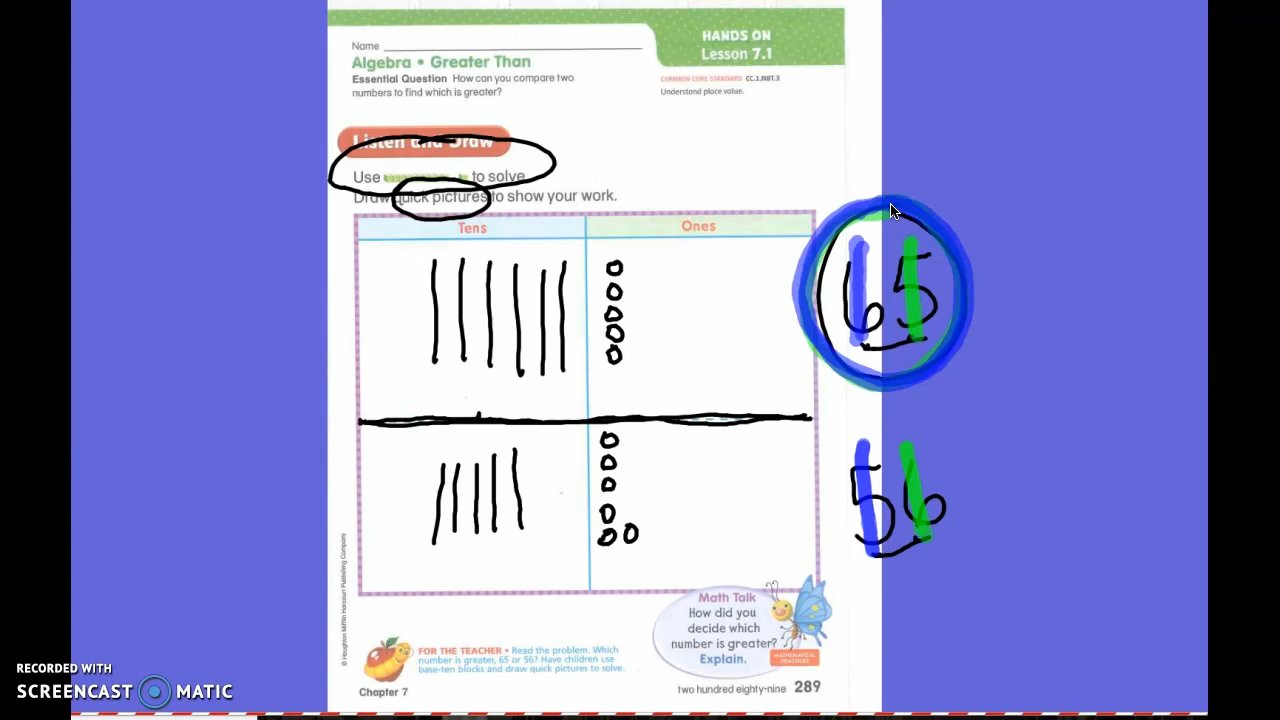 HANDS ON
Lesson 7.1
Name
Algebra • Greater Than
Essential Question How can you compare two
numbers to find which is greater?
COMMON CORE STANDARD CC.1.NBT.3
Understand place value.
Listen and Draw
Use to solve.
Draw quick pictures to show your work.
Tens
Ones
65
56
Math Talk
How did you
decide which
number is greater?
Explain.
MATHEMATICAL
PRACTICES
FOR THE TEACHER • Read the problem. Which
number is greater, 65 or 56? Have children use
base-ten blocks and draw quick pictures to solve.
© Houghton Mifflin Harcourt Publishing Company
Chapter 7
two hundred eighty-nine 289
RECORDED WITH
SCREENCAST MATIC